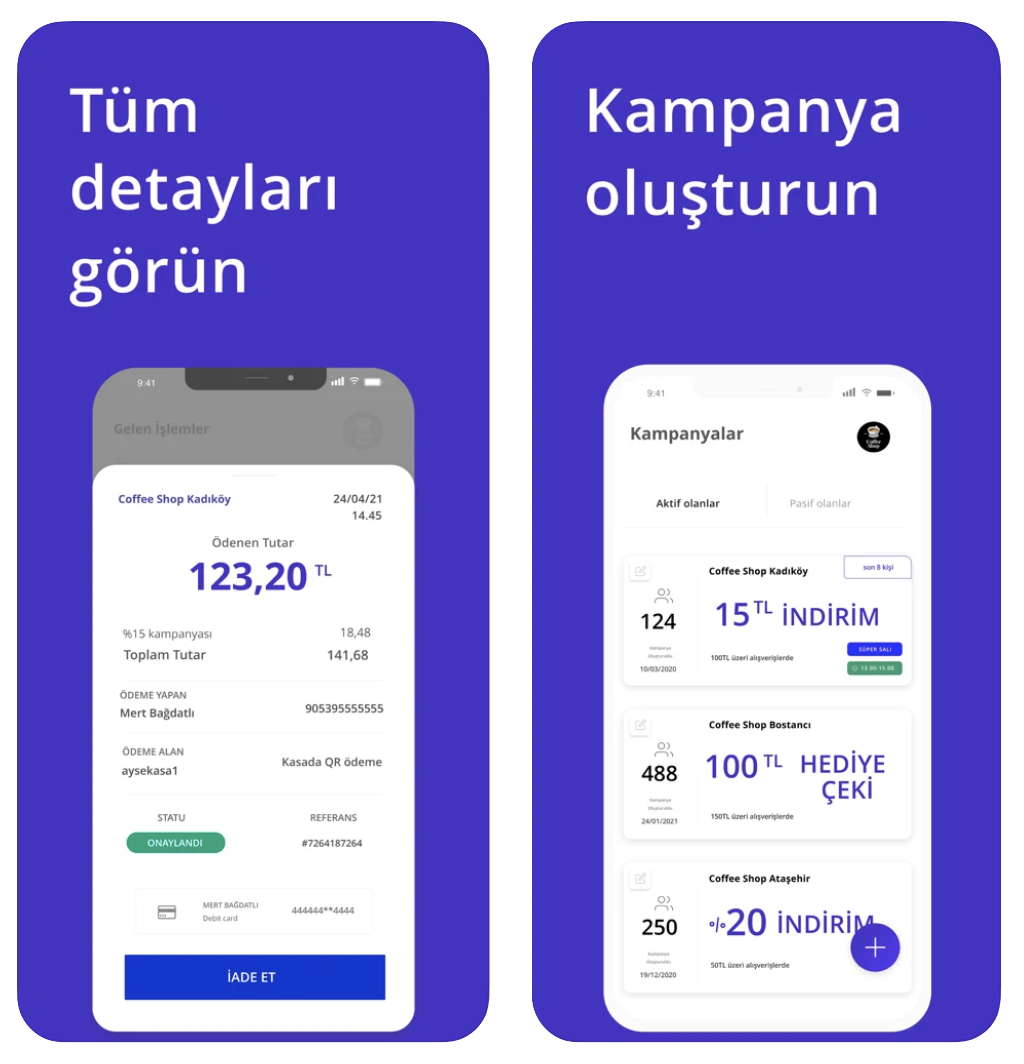 Tüm
detayları
görün
9:41
Gelen İşlemler
Coffee Shop Kadıköy
24/04/21
14.45
Ödenen Tutar
123,20 TL
%15 kampanyası 18,48
Toplam Tutar 141,68
ÖDEME YAPAN
Mert Bağdatlı
905395555555
ÖDEME ALAN
aysekasa1
Kasada QR ödeme
STATU REFERANS
ONAYLANDI #7264187264
MERT BAĞDATLI
Debit card
444444**4444
İADE ET
Kampanya
oluşturun
9:41
Kampanyalar
Coffee
Shop
Aktif olanlar Pasif olanlar
Coffee Shop Kadıköy
son 8 kişi
124
15 TL İNDİRİM
Kampanya
Oluşturuldu
10/03/2020
100TL üzeri alışverişlerde
SÜPER SALI
13.00-15.00
Coffee Shop Bostancı
488
100 TL HEDİYE
ÇEKİ
Kampanya
Oluşturuldu
24/01/2021
150TL üzeri alışverişlerde
Coffee Shop Ataşehir
250
%20 İNDİRİM
Kampanya
Oluşturuldu
19/12/2020
50TL üzeri alışverişlerde